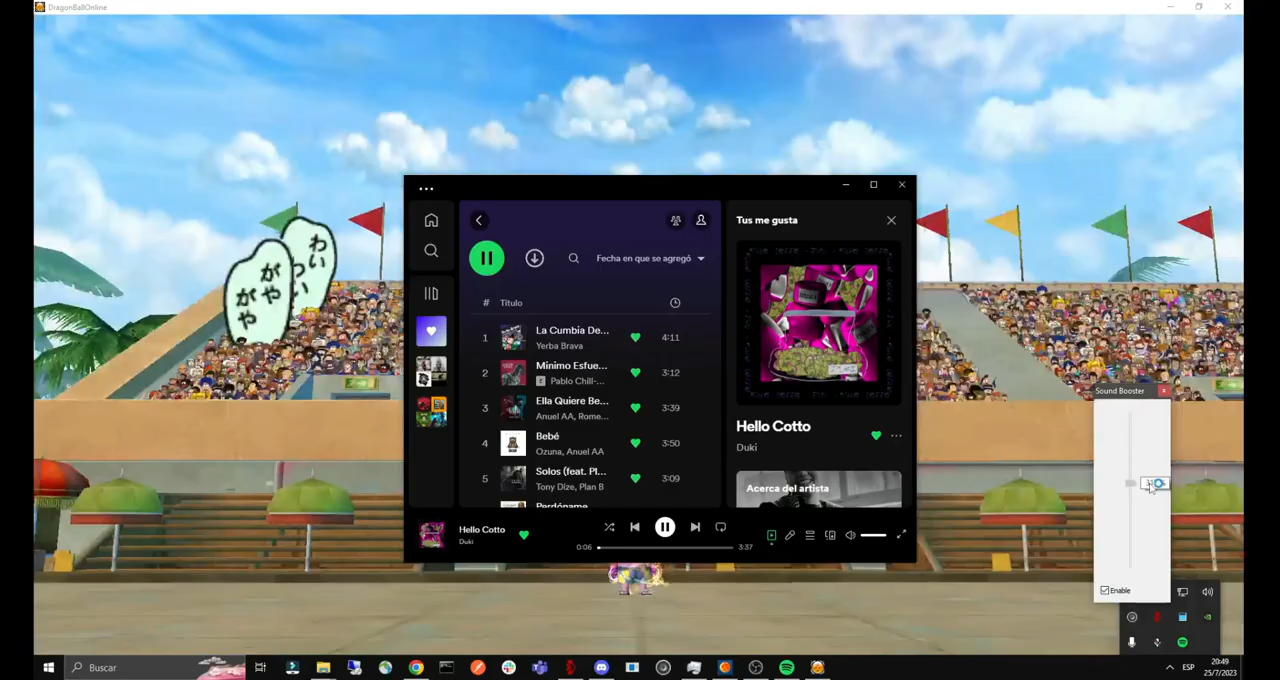 DragonBallOnline
わい
わい
がや
がや
Tus me gusta
Fecha en que se agregó
# Título
1 La Cumbia De... 4:11
Yerba Brava
2 Minimo Esfue... 3:12
E Pablo Chill-...
3 Ella Quiere Be... 3:39
Anuel AA, Rome...
4 Bebé 3:50
Ozuna, Anuel AA
5 Solos (feat. Pl... 3:09
Tony Dize, Plan B
Perdóname
Hello Cotto
Duki
Acerca del artista
Hello Cotto
Duki
0:06 3:37
Sound Booster
Enable
Buscar
ESP
20:49
25/7/2023